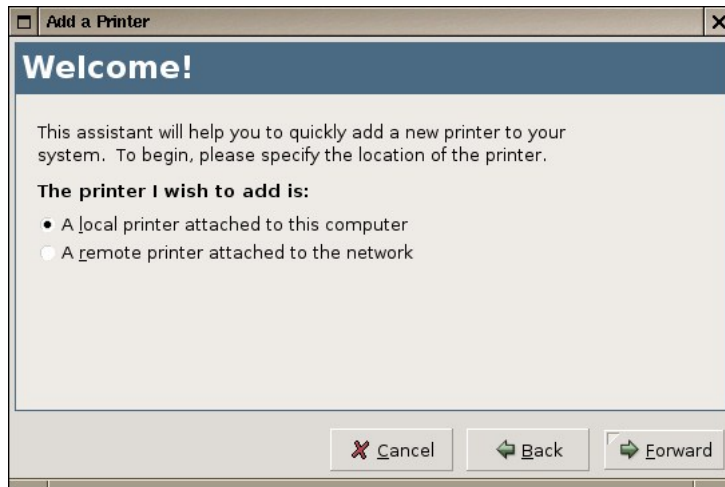 Add a Printer
Welcome!
This assistant will help you to quickly add a new printer to your
system. To begin, please specify the location of the printer.
The printer I wish to add is:
A local printer attached to this computer
A remote printer attached to the network
Cancel
Back
Forward